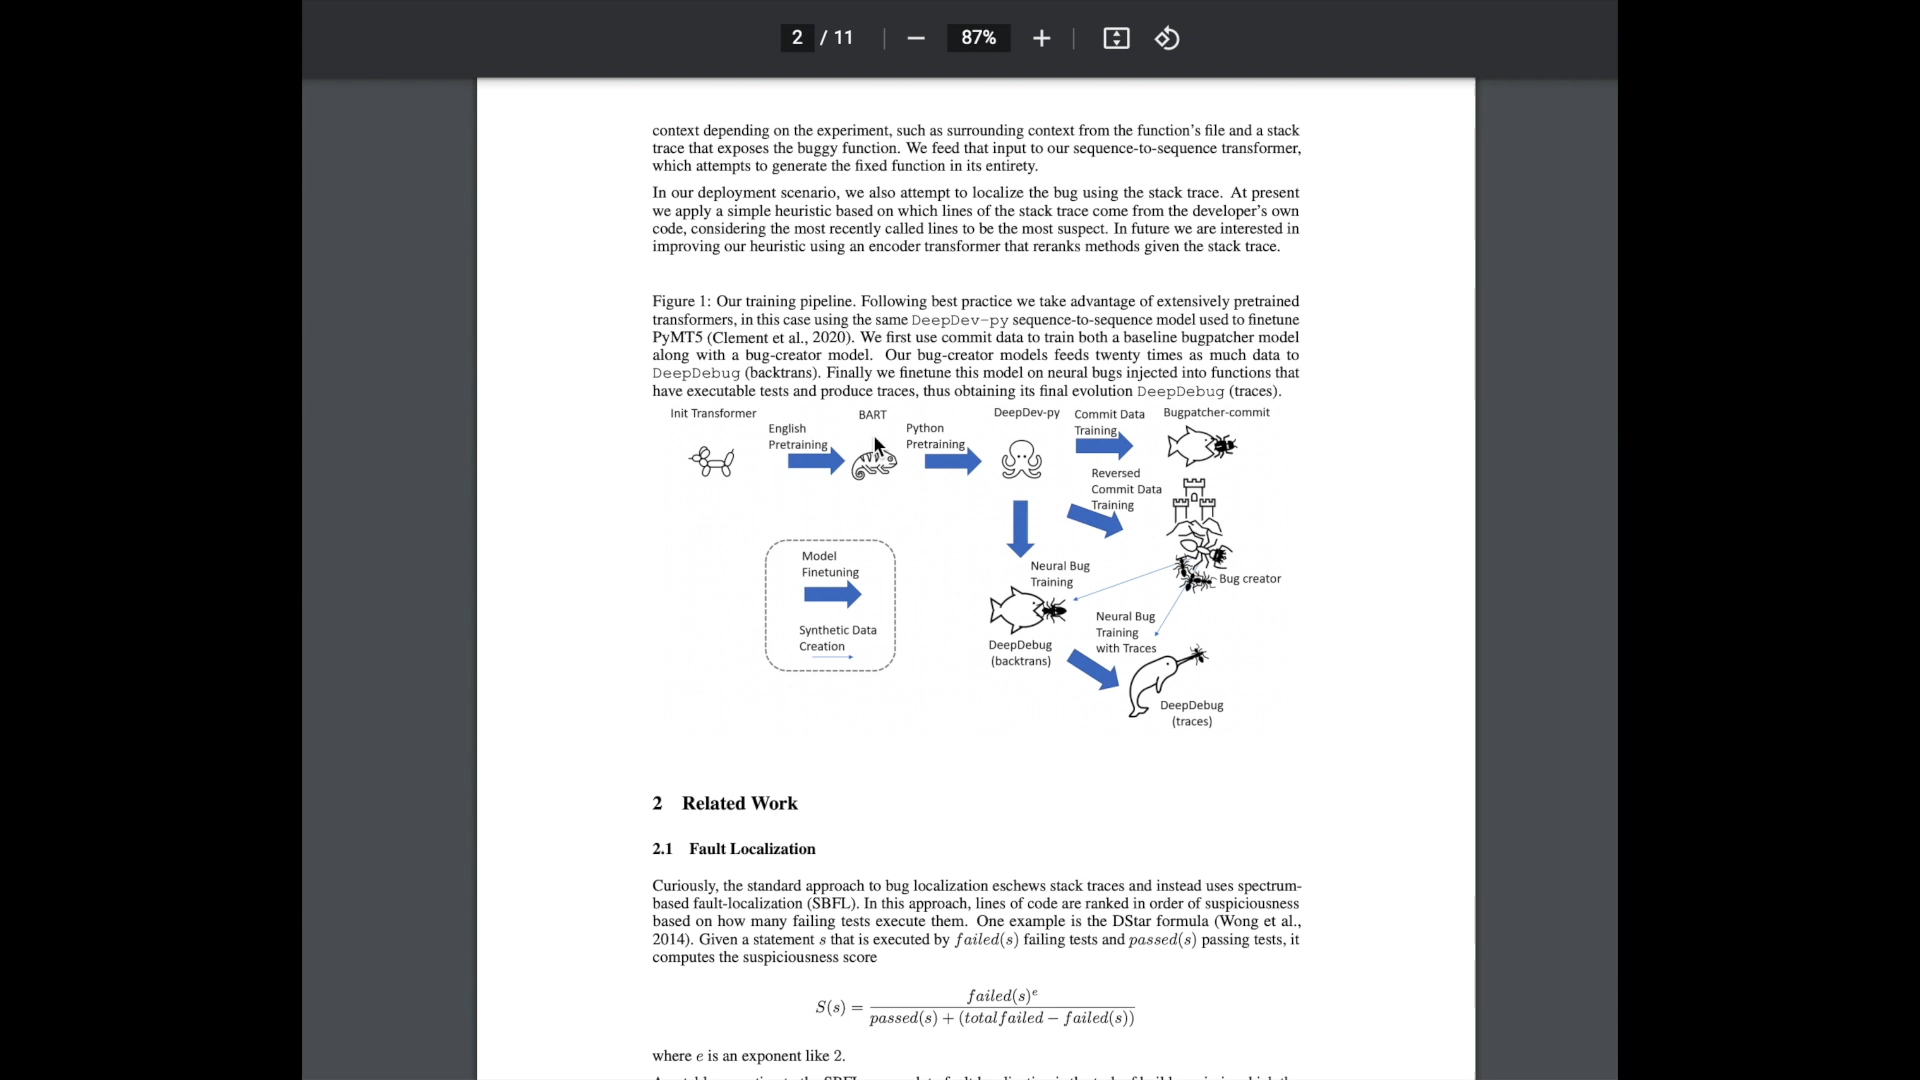 2 / 11
87%
context depending on the experiment, such as surrounding context from the function's file and a stack
trace that exposes the buggy function. We feed that input to our sequence-to-sequence transformer,
which attempts to generate the fixed function in its entirety.
In our deployment scenario, we also attempt to localize the bug using the stack trace. At present
we apply a simple heuristic based on which lines of the stack trace come from the developer's own
code, considering the most recently called lines to be the most suspect. In future we are interested in
improving our heuristic using an encoder transformer that reranks methods given the stack trace.
Figure 1: Our training pipeline. Following best practice we take advantage of extensively pretrained
transformers, in this case using the same DeepDev-py sequence-to-sequence model used to finetune
PyMT5 (Clement et al., 2020). We first use commit data to train both a baseline bugpatcher model
along with a bug-creator model. Our bug-creator models feeds twenty times as much data to
DeepDebug (backtrans). Finally we finetune this model on neural bugs injected into functions that
have executable tests and produce traces, thus obtaining its final evolution DeepDebug (traces).
Init Transformer
English
Pretraining
BART
Python
Pretraining
DeepDev-py
Commit Data
Training
Bugpatcher-commit
Reversed
Commit Data
Training
Model
Finetuning
Synthetic Data
Creation
Neural Bug
Training
Bug creator
DeepDebug
(backtrans)
Neural Bug
Training
with Traces
DeepDebug
(traces)
2 Related Work
2.1 Fault Localization
Curiously, the standard approach to bug localization eschews stack traces and instead uses spectrum-
based fault-localization (SBFL). In this approach, lines of code are ranked in order of suspiciousness
based on how many failing tests execute them. One example is the DStar formula (Wong et al.,
2014). Given a statement s that is executed by failed(s) failing tests and passed(s) passing tests, it
computes the suspiciousness score
S(s) = failed(s)^e / passed(s) + (totalfailed − failed(s))
where e is an exponent like 2.